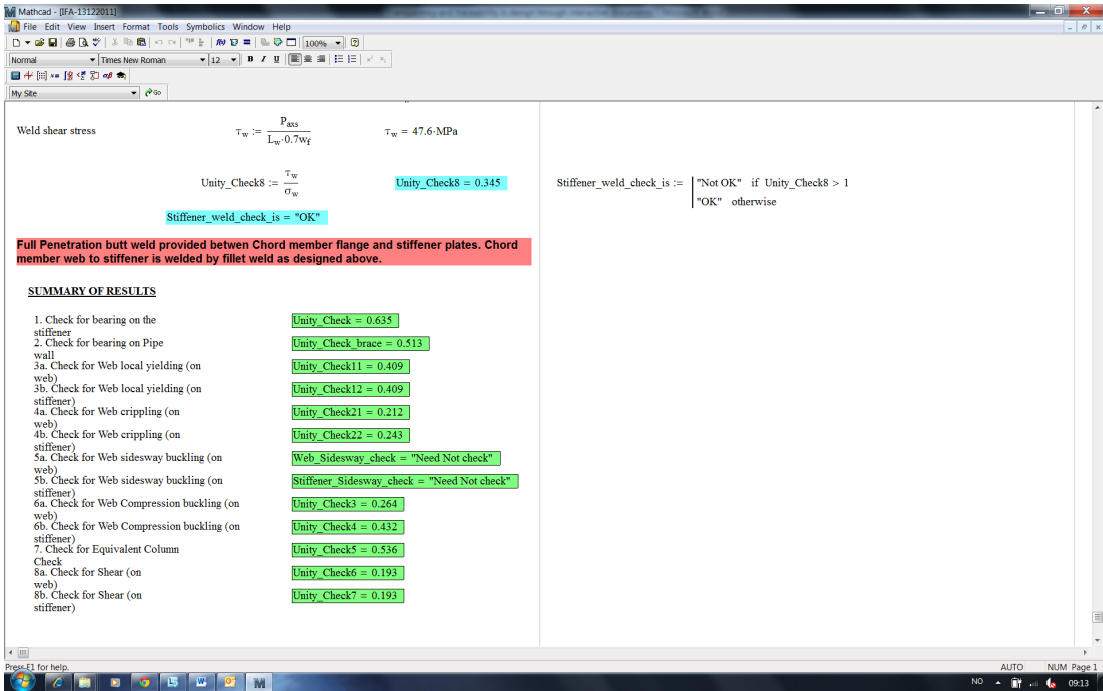 Mathcad - [IFA-13122011]
File Edit View Insert Format Tools Symbolics Window Help
100%
Normal Times New Roman 12 B I U
My Site Go
Weld shear stress τw := Paxs / Lw·0.7wf τw = 47.6·MPa
Unity_Check8 := τw / σw Unity_Check8 = 0.345 Stiffener_weld_check_is := "Not OK" if Unity_Check8 > 1
"OK" otherwise
Stiffener_weld_check_is = "OK"
Full Penetration butt weld provided betwen Chord member flange and stiffener plates. Chord
member web to stiffener is welded by fillet weld as designed above.
SUMMARY OF RESULTS
1. Check for bearing on the Unity_Check = 0.635
stiffener
2. Check for bearing on Pipe Unity_Check_brace = 0.513
wall
3a. Check for Web local yielding (on Unity_Check11 = 0.409
web)
3b. Check for Web local yielding (on Unity_Check12 = 0.409
stiffener)
4a. Check for Web crippling (on Unity_Check21 = 0.212
web)
4b. Check for Web crippling (on Unity_Check22 = 0.243
stiffener)
5a. Check for Web sidesway buckling (on Web_Sidesway_check = "Need Not check"
web)
5b. Check for Web sidesway buckling (on Stiffener_Sidesway_check = "Need Not check"
stiffener)
6a. Check for Web Compression buckling (on Unity_Check3 = 0.264
web)
6b. Check for Web Compression buckling (on Unity_Check4 = 0.432
stiffener)
7. Check for Equivalent Column Unity_Check5 = 0.536
Check
8a. Check for Shear (on Unity_Check6 = 0.193
web)
8b. Check for Shear (on Unity_Check7 = 0.193
stiffener)
Press F1 for help. AUTO NUM Page 1
NO 09:13